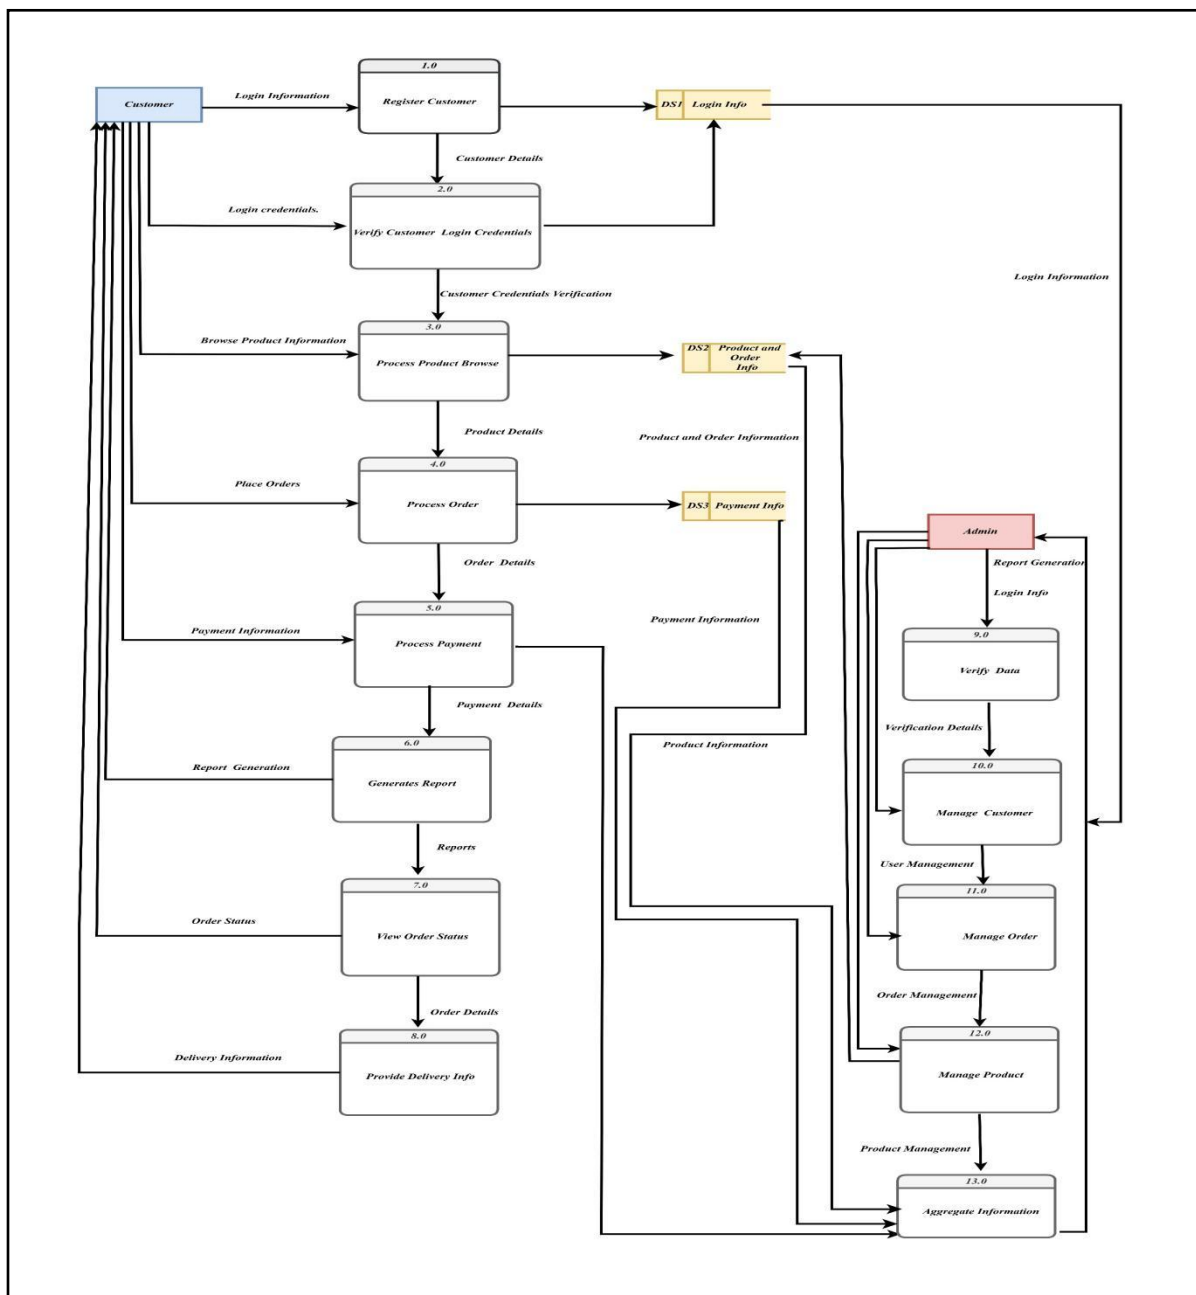 1.0
Customer
Login Information
Register Customer
DS1 Login Info
Customer Details
2.0
Login credentials.
Verify Customer Login Credentials
Login Information
Customer Credentials Verification
3.0
Browse Product Information
Process Product Browse
DS2 Product and
Order
Info
Product Details
Product and Order Information
4.0
Place Orders
Process Order
DS3 Payment Info
Admin
Order Details
Report Generation
Login Info
5.0
Payment Information
Process Payment
Payment Information
9.0
Verify Data
Payment Details
Verification Details
6.0
Product Information
Report Generation
Generates Report
10.0
Manage Customer
Reports
User Management
7.0
11.0
Order Status
View Order Status
Manage Order
Order Management
Order Details
8.0
12.0
Delivery Information
Provide Delivery Info
Manage Product
Product Management
13.0
Aggregate Information